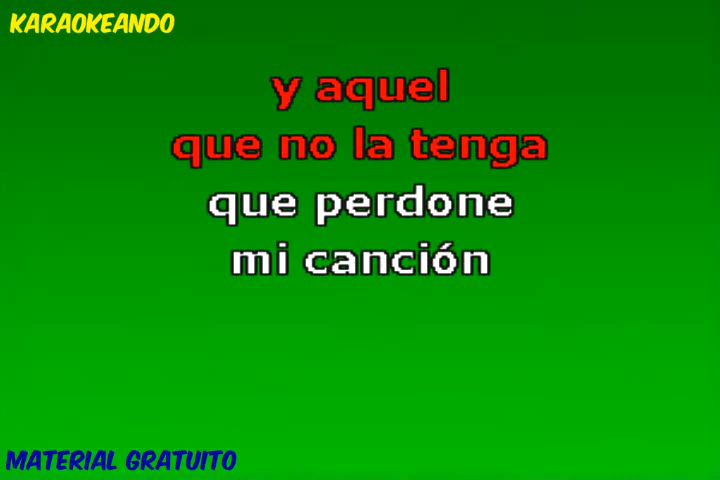 KARAOKEANDO
y aquel
que no la tenga
que perdone
mi canción
MATERIAL GRATUITO